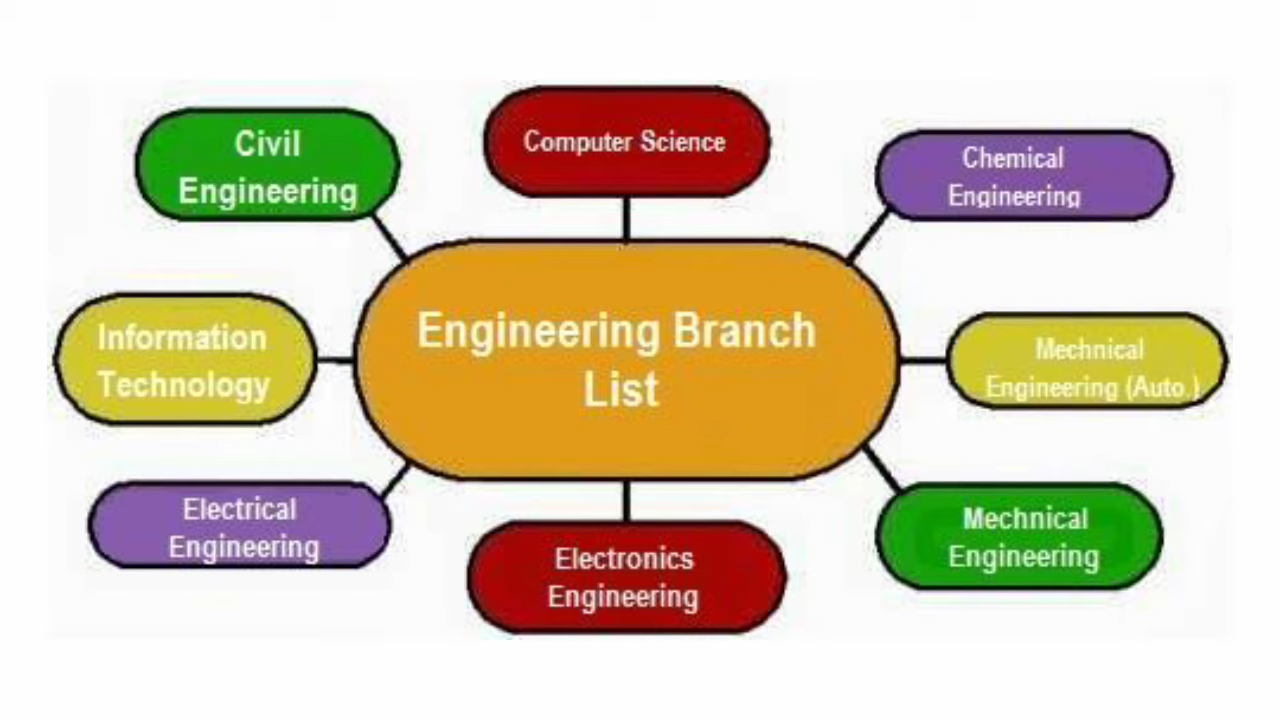 Civil
Engineering
Computer Science
Chemical
Engineering
Information
Technology
Engineering Branch
List
Mechnical
Engineering (Auto.)
Electrical
Engineering
Electronics
Engineering
Mechnical
Engineering